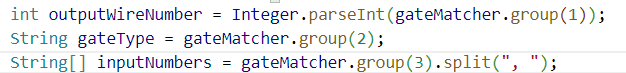 int outputWireNumber = Integer.parseInt(gateMatcher.group(1));
String gateType = gateMatcher.group(2);
String[] inputNumbers = gateMatcher.group(3).split(", ");